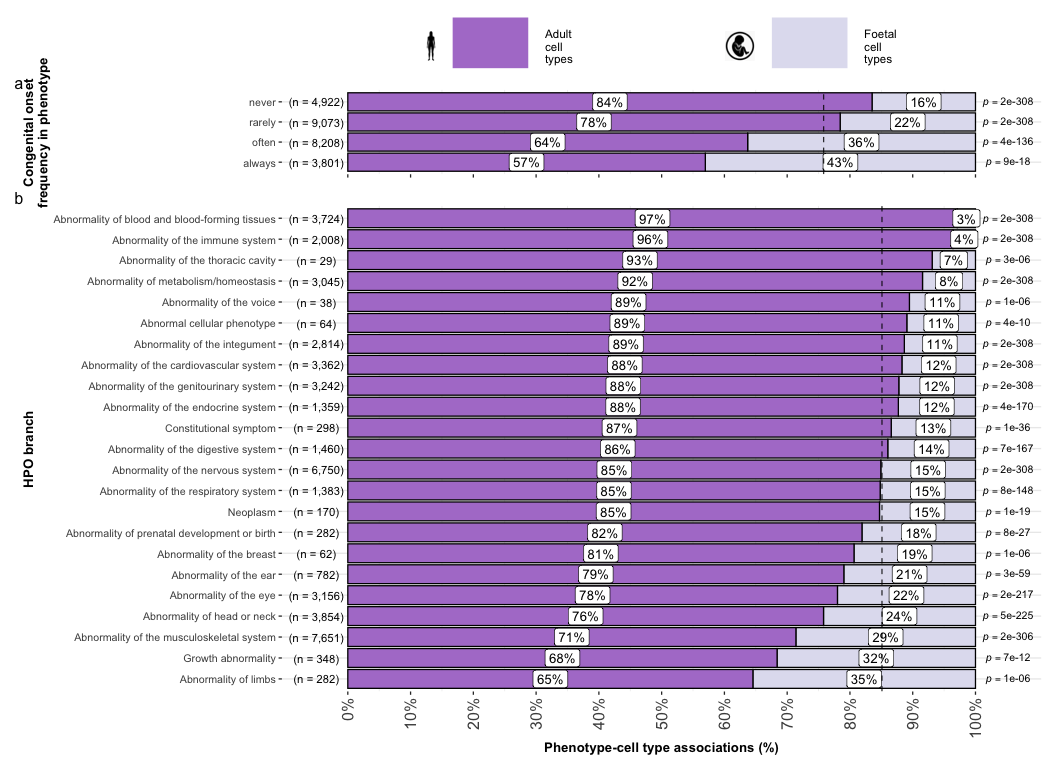 Adult
cell
types
Foetal
cell
types
a
Congenital onset
frequency in phenotype
never (n = 4,922) 84% 16% p = 2e-308
rarely (n = 9,073) 78% 22% p = 2e-308
often (n = 8,208) 64% 36% p = 4e-136
always (n = 3,801) 57% 43% p = 9e-18
b
HPO branch
Abnormality of blood and blood-forming tissues (n = 3,724) 97% 3% p = 2e-308
Abnormality of the immune system (n = 2,008) 96% 4% p = 2e-308
Abnormality of the thoracic cavity (n = 29) 93% 7% p = 3e-06
Abnormality of metabolism/homeostasis (n = 3,045) 92% 8% p = 2e-308
Abnormality of the voice (n = 38) 89% 11% p = 1e-06
Abnormal cellular phenotype (n = 64) 89% 11% p = 4e-10
Abnormality of the integument (n = 2,814) 89% 11% p = 2e-308
Abnormality of the cardiovascular system (n = 3,362) 88% 12% p = 2e-308
Abnormality of the genitourinary system (n = 3,242) 88% 12% p = 2e-308
Abnormality of the endocrine system (n = 1,359) 88% 12% p = 4e-170
Constitutional symptom (n = 298) 87% 13% p = 1e-36
Abnormality of the digestive system (n = 1,460) 86% 14% p = 7e-167
Abnormality of the nervous system (n = 6,750) 85% 15% p = 2e-308
Abnormality of the respiratory system (n = 1,383) 85% 15% p = 8e-148
Neoplasm (n = 170) 85% 15% p = 1e-19
Abnormality of prenatal development or birth (n = 282) 82% 18% p = 8e-27
Abnormality of the breast (n = 62) 81% 19% p = 1e-06
Abnormality of the ear (n = 782) 79% 21% p = 3e-59
Abnormality of the eye (n = 3,156) 78% 22% p = 2e-217
Abnormality of head or neck (n = 3,854) 76% 24% p = 5e-225
Abnormality of the musculoskeletal system (n = 7,651) 71% 29% p = 2e-306
Growth abnormality (n = 348) 68% 32% p = 7e-12
Abnormality of limbs (n = 282) 65% 35% p = 1e-06
0% 10% 20% 30% 40% 50% 60% 70% 80% 90% 100%
Phenotype-cell type associations (%)